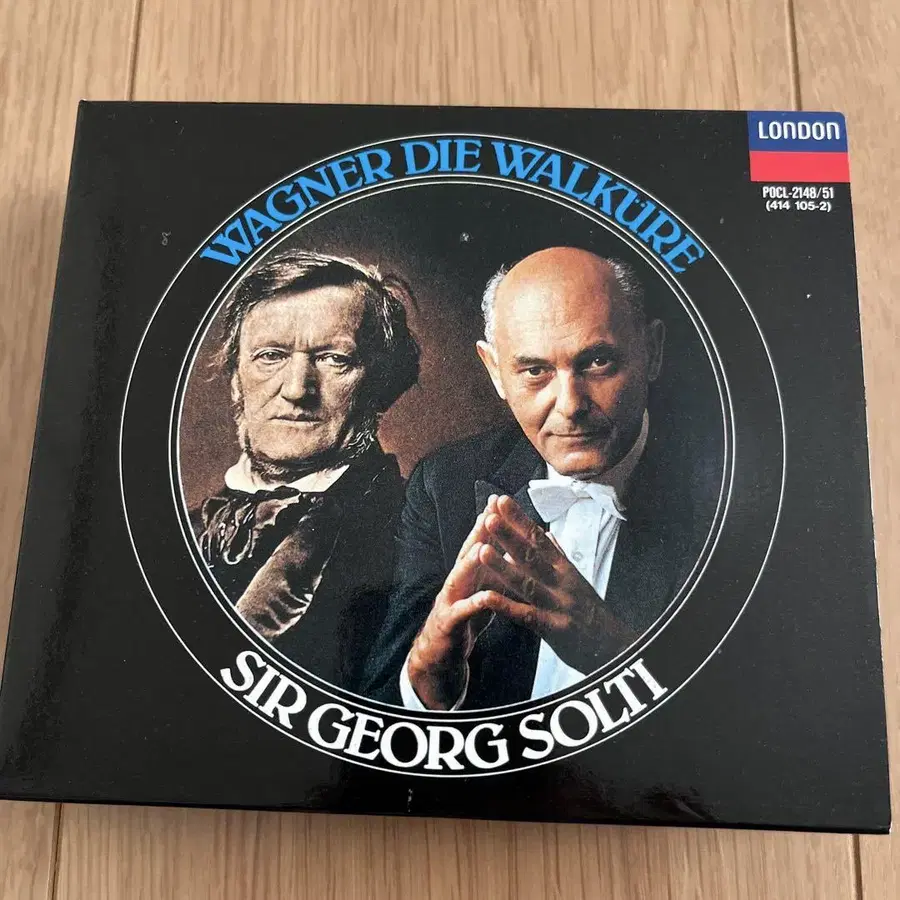 LONDON
POCL-2148/51
(414 105-2)
WAGNER DIE WALKÜRE
SIR GEORG SOLTI